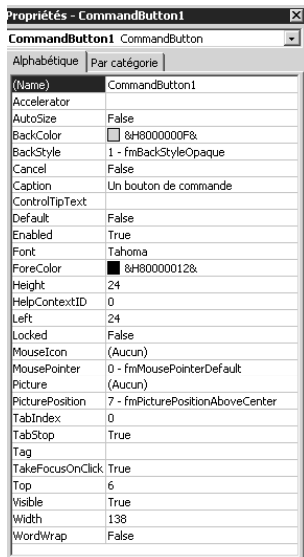 Propriétés - CommandButton1
CommandButton1 CommandButton
Alphabétique Par catégorie
(Name) CommandButton1
Accelerator
AutoSize False
BackColor &H8000000F&
BackStyle 1 - fmBackStyleOpaque
Cancel False
Caption Un bouton de commande
ControlTipText
Default False
Enabled True
Font Tahoma
ForeColor &H80000012&
Height 24
HelpContextID 0
Left 24
Locked False
MouseIcon (Aucun)
MousePointer 0 - fmMousePointerDefault
Picture (Aucun)
PicturePosition 7 - fmPicturePositionAboveCenter
TabIndex 0
TabStop True
Tag
TakeFocusOnClick True
Top 6
Visible True
Width 138
WordWrap False